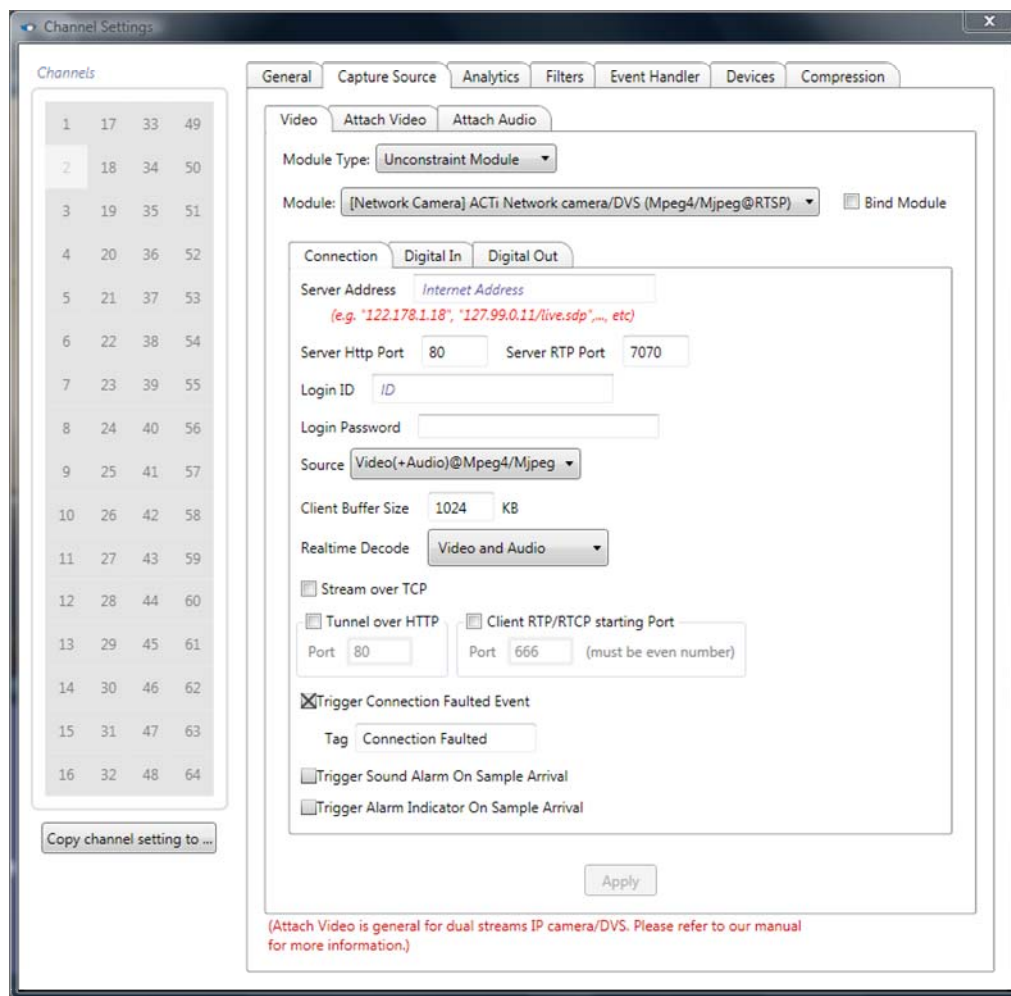 Channel Settings
X
Channels
1 17 33 49
2 18 34 50
3 19 35 51
4 20 36 52
5 21 37 53
6 22 38 54
7 23 39 55
8 24 40 56
9 25 41 57
10 26 42 58
11 27 43 59
12 28 44 60
13 29 45 61
14 30 46 62
15 31 47 63
16 32 48 64
Copy channel setting to ...
General Capture Source Analytics Filters Event Handler Devices Compression
Video Attach Video Attach Audio
Module Type: Unconstraint Module
Module: [Network Camera] ACTi Network camera/DVS (Mpeg4/Mjpeg@RTSP) Bind Module
Connection Digital In Digital Out
Server Address Internet Address
(e.g. "122.178.1.18", "127.99.0.11/live.sdp",..., etc)
Server Http Port 80 Server RTP Port 7070
Login ID ID
Login Password
Source Video(+Audio)@Mpeg4/Mjpeg
Client Buffer Size 1024 KB
Realtime Decode Video and Audio
Stream over TCP
Tunnel over HTTP Client RTP/RTCP starting Port
Port 80 Port 666 (must be even number)
Trigger Connection Faulted Event
Tag Connection Faulted
Trigger Sound Alarm On Sample Arrival
Trigger Alarm Indicator On Sample Arrival
Apply
(Attach Video is general for dual streams IP camera/DVS. Please refer to our manual
for more information.)